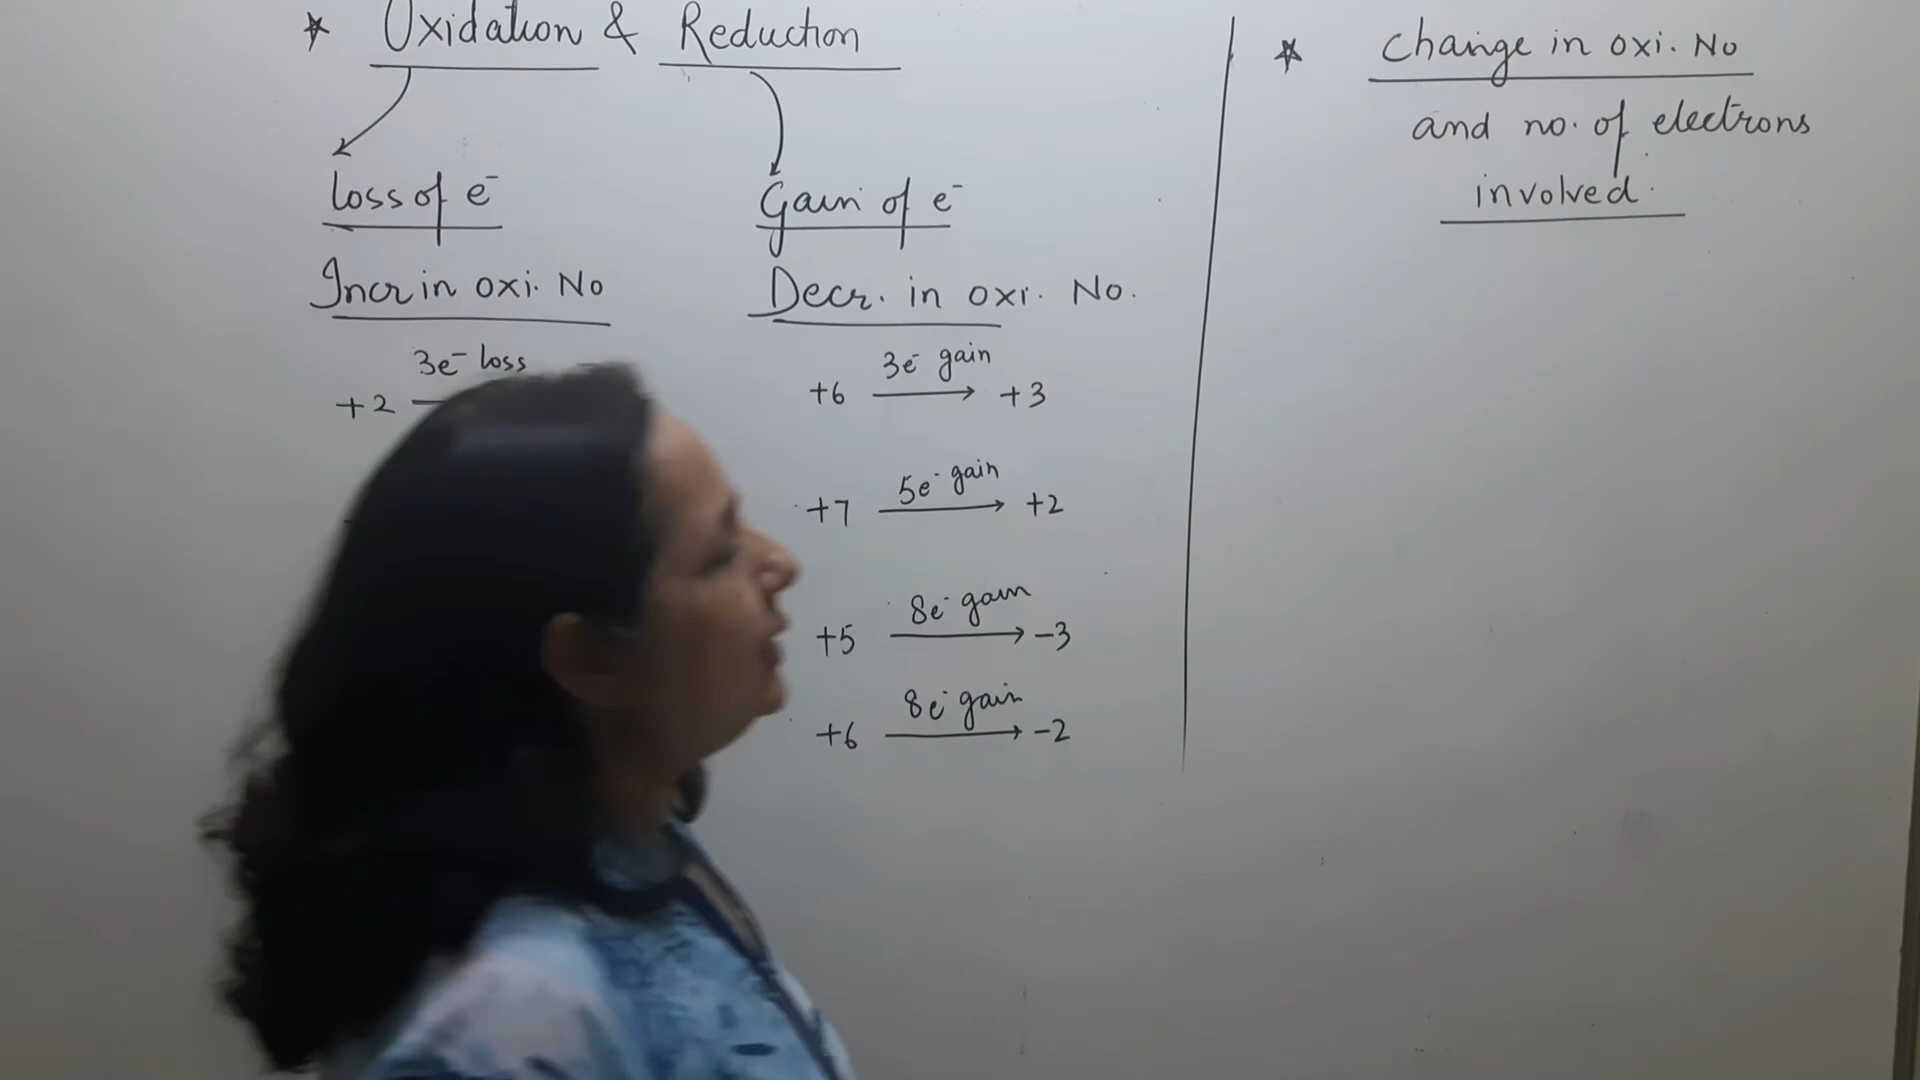 ★ Oxidation & Reduction
loss of e⁻
Gain of e⁻
Incr in oxi. No
Decr. in oxi. No.
3e⁻ loss
+2
3e⁻ gain
+6 → +3
5e⁻ gain
+7 → +2
8e⁻ gain
+5 → -3
8e⁻ gain
+6 → -2
★ Change in oxi. No
and no. of electrons
involved.